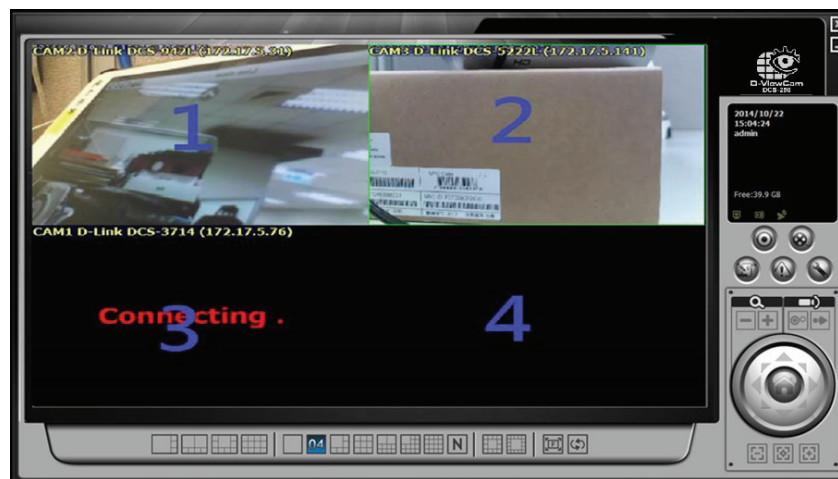 CAM2 D-Link DCS-942L (172.17.5.31)
CAM3 D-Link DCS-5222L (172.17.5.141)
1
2
D-ViewCam
DCS-250
2014/10/22
15:04:24
admin
Free:39.9 GB
CAM1 D-Link DCS-3714 (172.17.5.76)
Connecting .
3
4
04
N